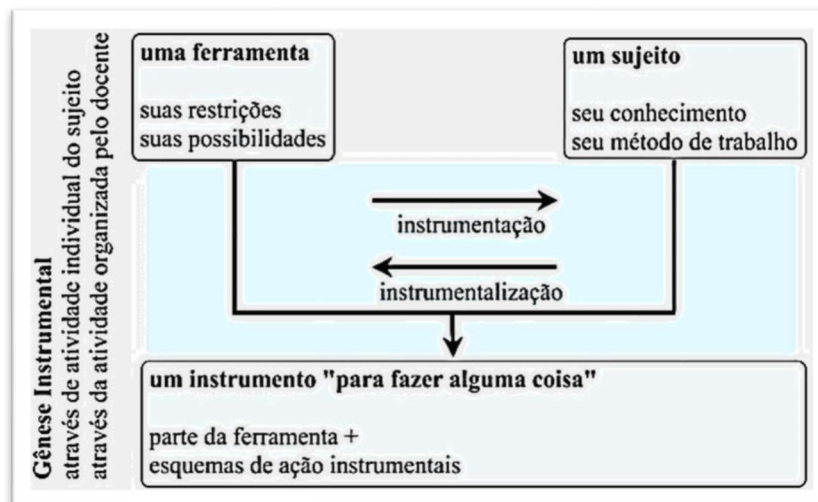 Gênese Instrumental
através de atividade individual do sujeito
através da atividade organizada pelo docente
uma ferramenta
suas restrições
suas possibilidades
um sujeito
seu conhecimento
seu método de trabalho
instrumentação
instrumentalização
um instrumento "para fazer alguma coisa"
parte da ferramenta +
esquemas de ação instrumentais